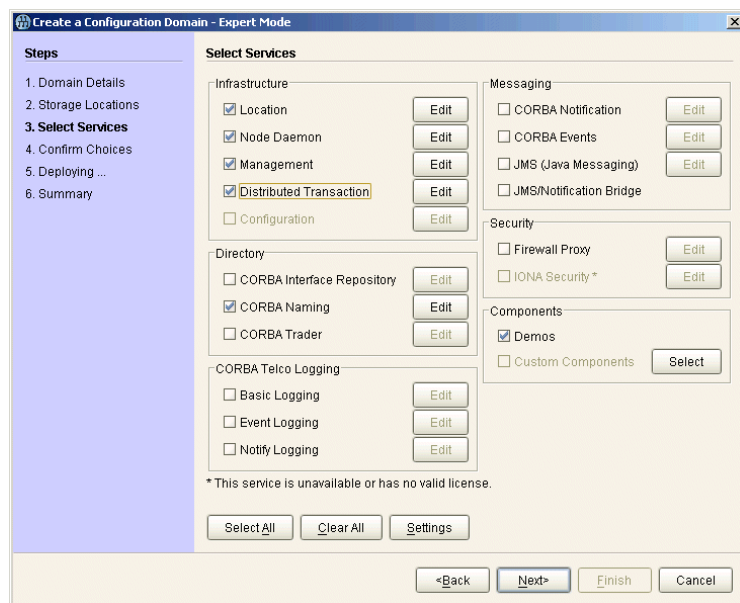 Create a Configuration Domain - Expert Mode
Steps
1. Domain Details
2. Storage Locations
3. Select Services
4. Confirm Choices
5. Deploying ...
6. Summary
Select Services
Infrastructure
Location Edit
Node Daemon Edit
Management Edit
Distributed Transaction Edit
Configuration Edit
Directory
CORBA Interface Repository Edit
CORBA Naming Edit
CORBA Trader Edit
CORBA Telco Logging
Basic Logging Edit
Event Logging Edit
Notify Logging Edit
Messaging
CORBA Notification Edit
CORBA Events Edit
JMS (Java Messaging) Edit
JMS/Notification Bridge
Security
Firewall Proxy Edit
IONA Security * Edit
Components
Demos
Custom Components Select
* This service is unavailable or has no valid license.
Select All Clear All Settings
<Back Next> Finish Cancel